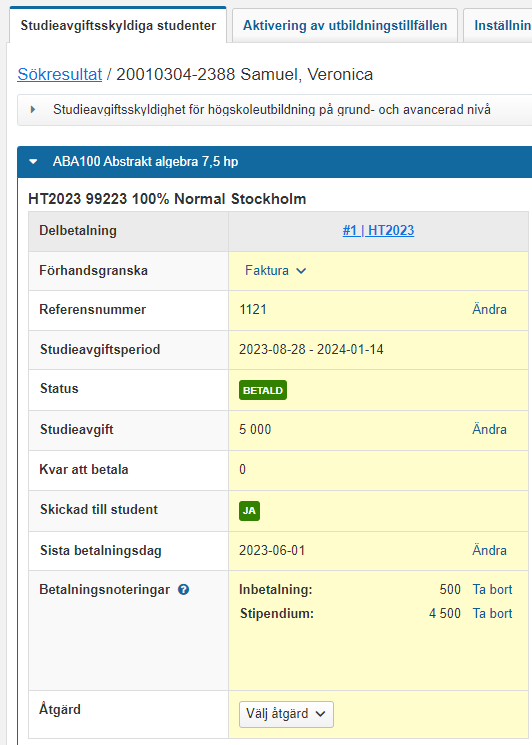 Studieavgiftsskyldiga studenter Aktivering av utbildningstillfällen Inställnin
Sökresultat / 20010304-2388 Samuel, Veronica
Studieavgiftsskyldighet för högskoleutbildning på grund- och avancerad nivå
ABA100 Abstrakt algebra 7,5 hp
HT2023 99223 100% Normal Stockholm
Delbetalning #1 | HT2023
Förhandsgranska Faktura
Referensnummer 1121 Ändra
Studieavgiftsperiod 2023-08-28 - 2024-01-14
Status BETALD
Studieavgift 5 000 Ändra
Kvar att betala 0
Skickad till student JA
Sista betalningsdag 2023-06-01 Ändra
Betalningsnoteringar ? Inbetalning: 500 Ta bort
Stipendium: 4 500 Ta bort
Åtgärd Välj åtgärd